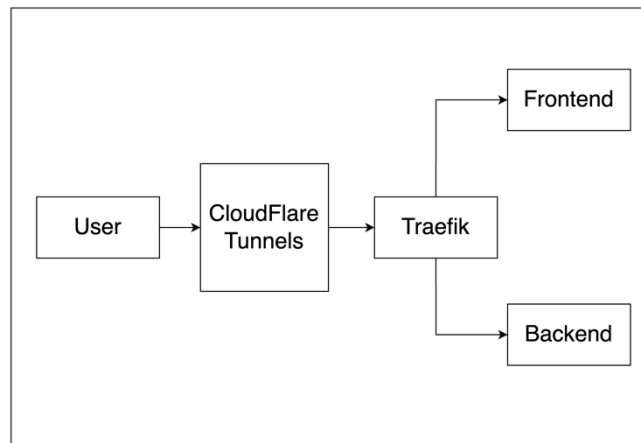 Frontend
User
CloudFlare
Tunnels
Traefik
Backend